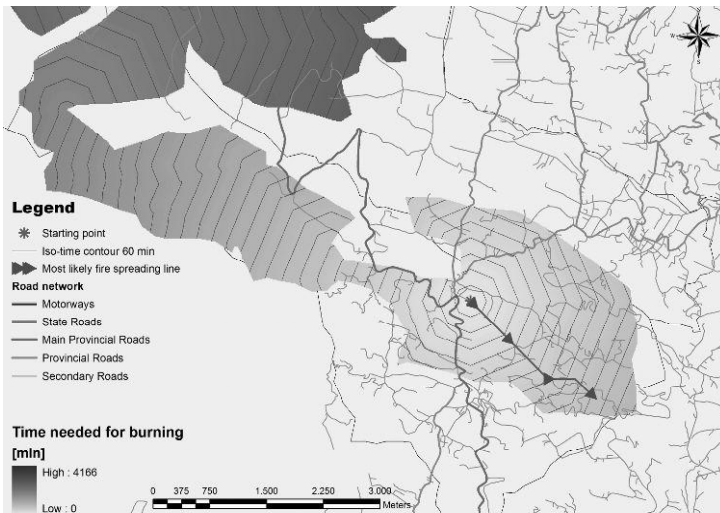 W
S
Legend
Starting point
Iso-time contour 60 min
Most likely fire spreading line
Road network
Motorways
State Roads
Main Provincial Roads
Provincial Roads
Secondary Roads
Time needed for burning
[min]
High : 4166
Low : 0
0 375 750 1.500 2.250 3.000
Meters